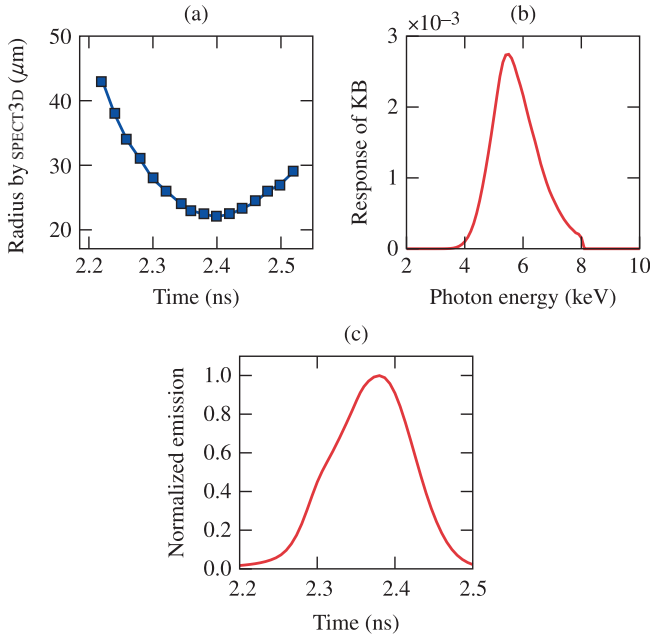 (a)
Radius by SPECT3D (μm)
50
40
30
20
2.2 2.3 2.4 2.5
Time (ns)
(b)
×10−3
Response of KB
3
2
1
0
2 4 6 8 10
Photon energy (keV)
(c)
Normalized emission
1.0
0.8
0.6
0.4
0.2
0.0
2.2 2.3 2.4 2.5
Time (ns)